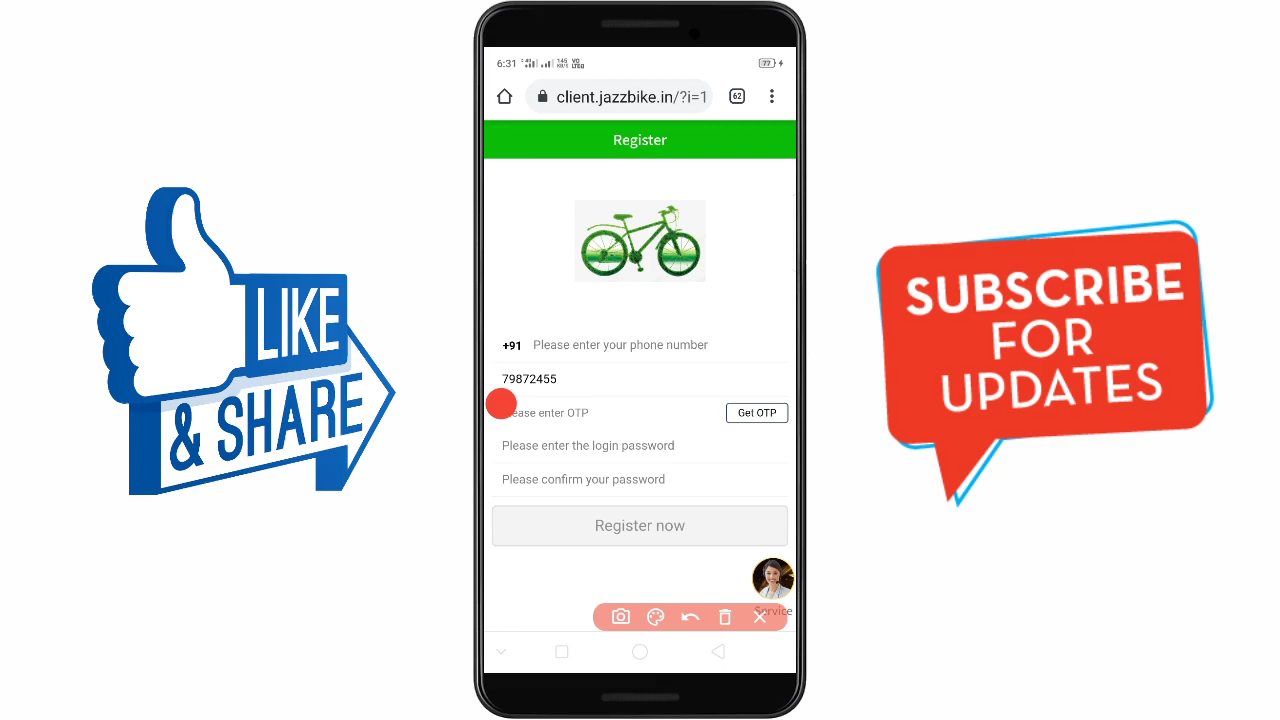 LIKE
& SHARE
6:31
77
client.jazzbike.in/?i=1
62
Register
+91 Please enter your phone number
79872455
ease enter OTP
Get OTP
Please enter the login password
Please confirm your password
Register now
Service
SUBSCRIBE
FOR
UPDATES